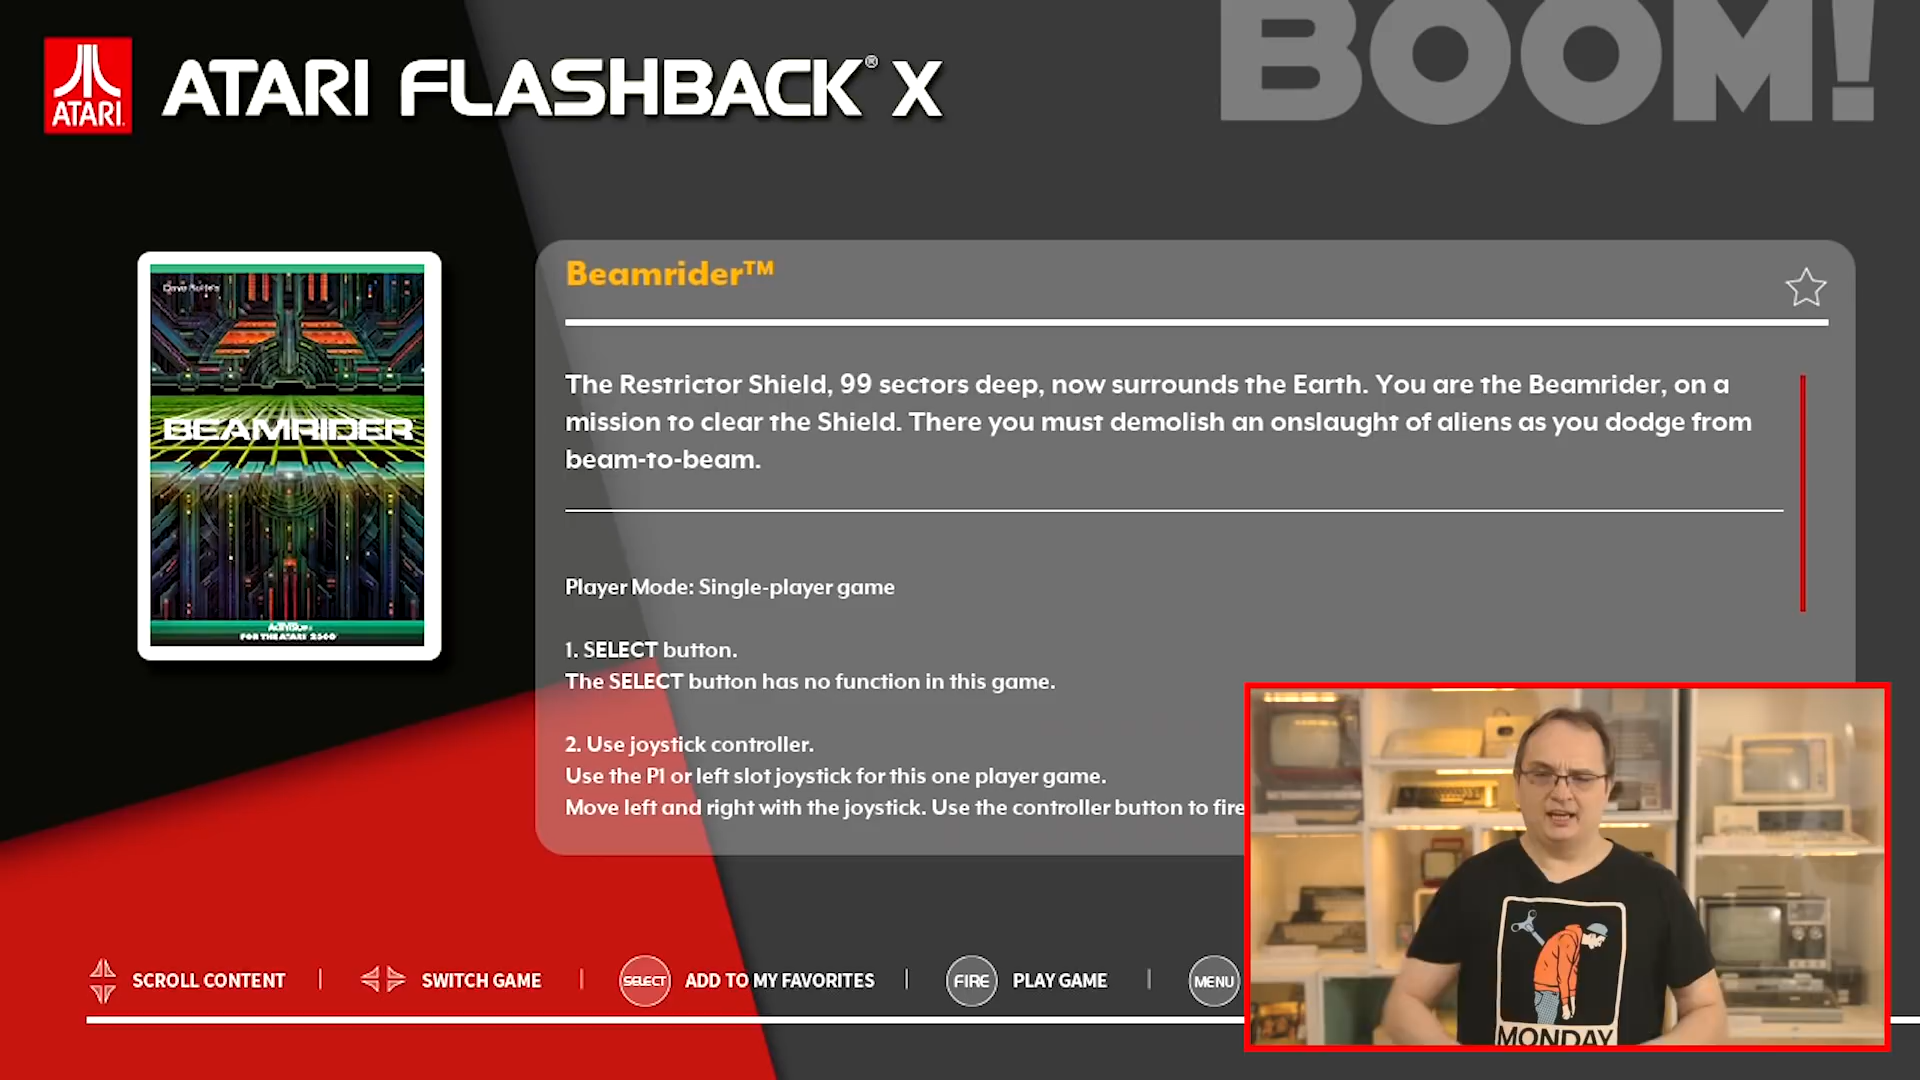 BOOM!
ATARI
ATARI FLASHBACK® X
BEAMRIDER
ACTIVISION
FOR THE ATARI 2600
Beamrider™
The Restrictor Shield, 99 sectors deep, now surrounds the Earth. You are the Beamrider, on a
mission to clear the Shield. There you must demolish an onslaught of aliens as you dodge from
beam-to-beam.
Player Mode: Single-player game
1. SELECT button.
The SELECT button has no function in this game.
2. Use joystick controller.
Use the P1 or left slot joystick for this one player game.
Move left and right with the joystick. Use the controller button to fire
SCROLL CONTENT | SWITCH GAME | SELECT ADD TO MY FAVORITES | FIRE PLAY GAME | MENU
MONDAY